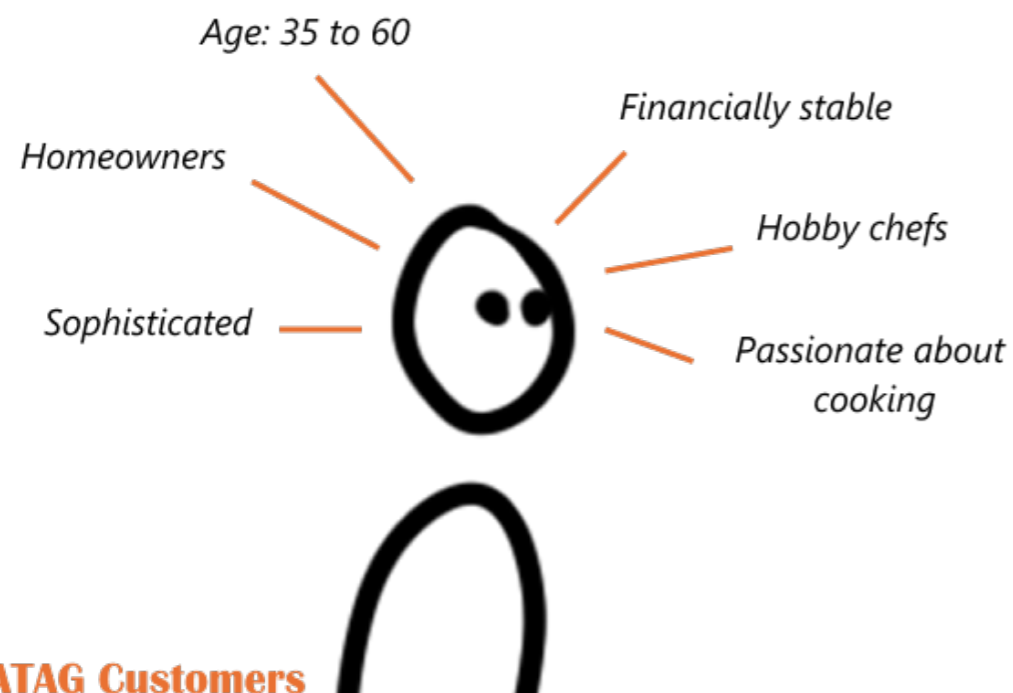 Age: 35 to 60
Financially stable
Homeowners
Hobby chefs
Sophisticated
Passionate about
cooking
ATAG Customers